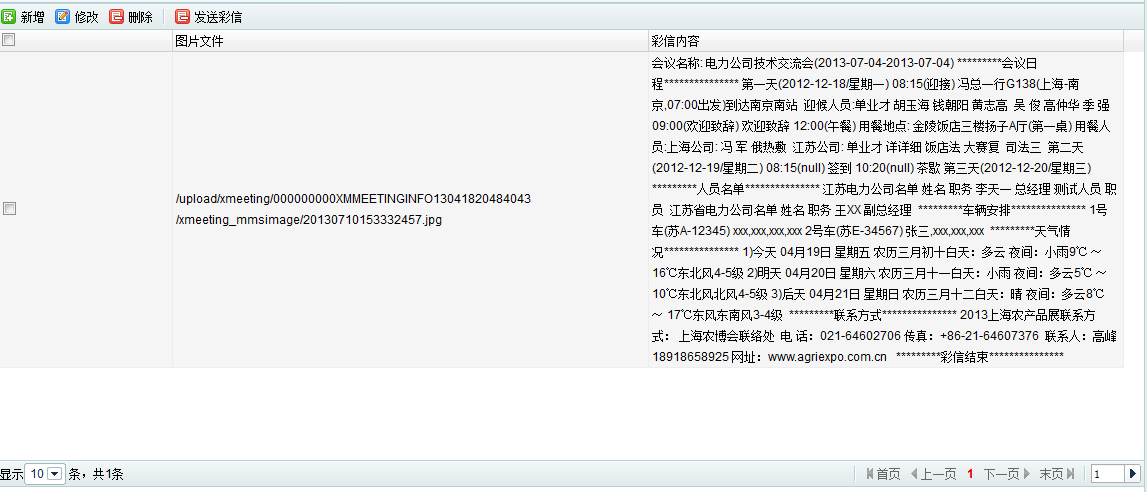 新增 修改 删除 发送彩信
图片文件 彩信内容
会议名称: 电力公司技术交流会(2013-07-04-2013-07-04) *********会议日
程*************** 第一天(2012-12-18/星期一) 08:15(迎接) 冯总一行G138(上海-南
京,07:00出发)到达南京南站 迎候人员:单业才 胡玉海 钱朝阳 黄志高 吴 俊 高仲华 季 强
09:00(欢迎致辞) 欢迎致辞 12:00(午餐) 用餐地点: 金陵饭店三楼扬子A厅(第一桌) 用餐人
员:上海公司: 冯 军 俄热敷 江苏公司: 单业才 详详细 饭店法 大赛复 司法三 第二天
(2012-12-19/星期二) 08:15(null) 签到 10:20(null) 茶歇 第三天(2012-12-20/星期三)
*********人员名单*************** 江苏电力公司名单 姓名 职务 李天一 总经理 测试人员 职
员 江苏省电力公司名单 姓名 职务 王XX 副总经理 *********车辆安排*************** 1号
车(苏A-12345) xxx,xxx,xxx,xxx 2号车(苏E-34567) 张三,xxx,xxx,xxx *********天气情
况*************** 1)今天 04月19日 星期五 农历三月初十白天：多云 夜间：小雨9℃ ～
16℃东北风4-5级 2)明天 04月20日 星期六 农历三月十一白天：小雨 夜间：多云5℃ ～
10℃东北风北风4-5级 3)后天 04月21日 星期日 农历三月十二白天：晴 夜间：多云8℃
～ 17℃东风东南风3-4级 *********联系方式*************** 2013上海农产品展联系方
式： 上海农博会联络处 电 话：021-64602706 传真：+86-21-64607376 联系人：高峰
18918658925 网址：www.agriexpo.com.cn *********彩信结束***************
/upload/xmeeting/000000000XMMEETINGINFO13041820484043
/xmeeting_mmsimage/20130710153332457.jpg
显示 10 条，共1条 首页 上一页 1 下一页 末页 1